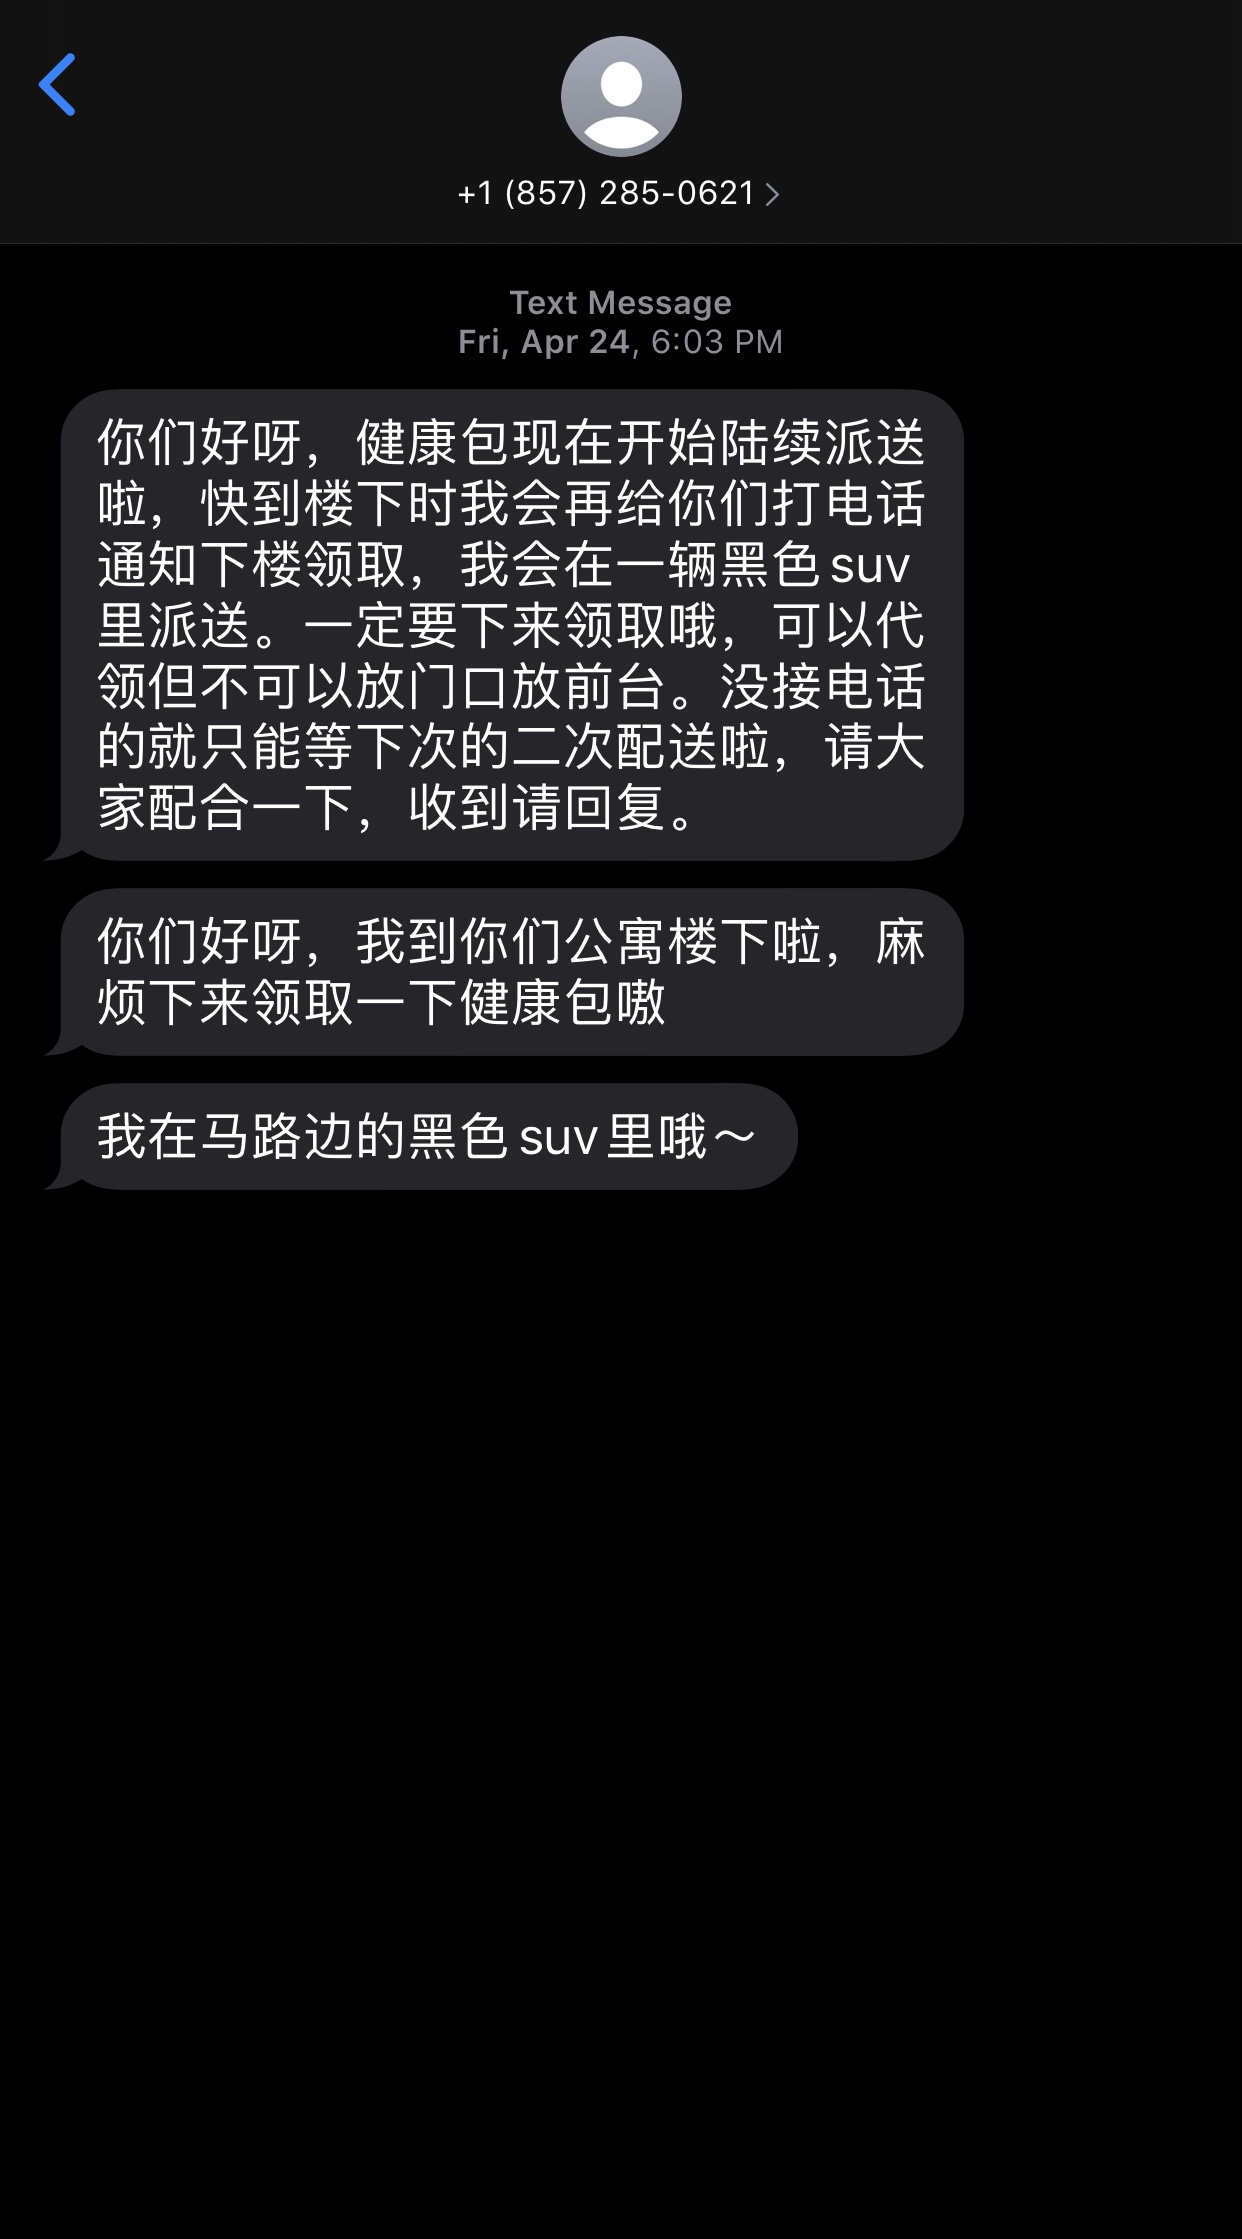 +1 (857) 285-0621
Text Message
Fri, Apr 24, 6:03 PM
你们好呀，健康包现在开始陆续派送
啦，快到楼下时我会再给你们打电话
通知下楼领取，我会在一辆黑色suv
里派送。一定要下来领取哦，可以代
领但不可以放门口放前台。没接电话
的就只能等下次的二次配送啦，请大
家配合一下，收到请回复。
你们好呀，我到你们公寓楼下啦，麻
烦下来领取一下健康包嗷
我在马路边的黑色suv里哦～